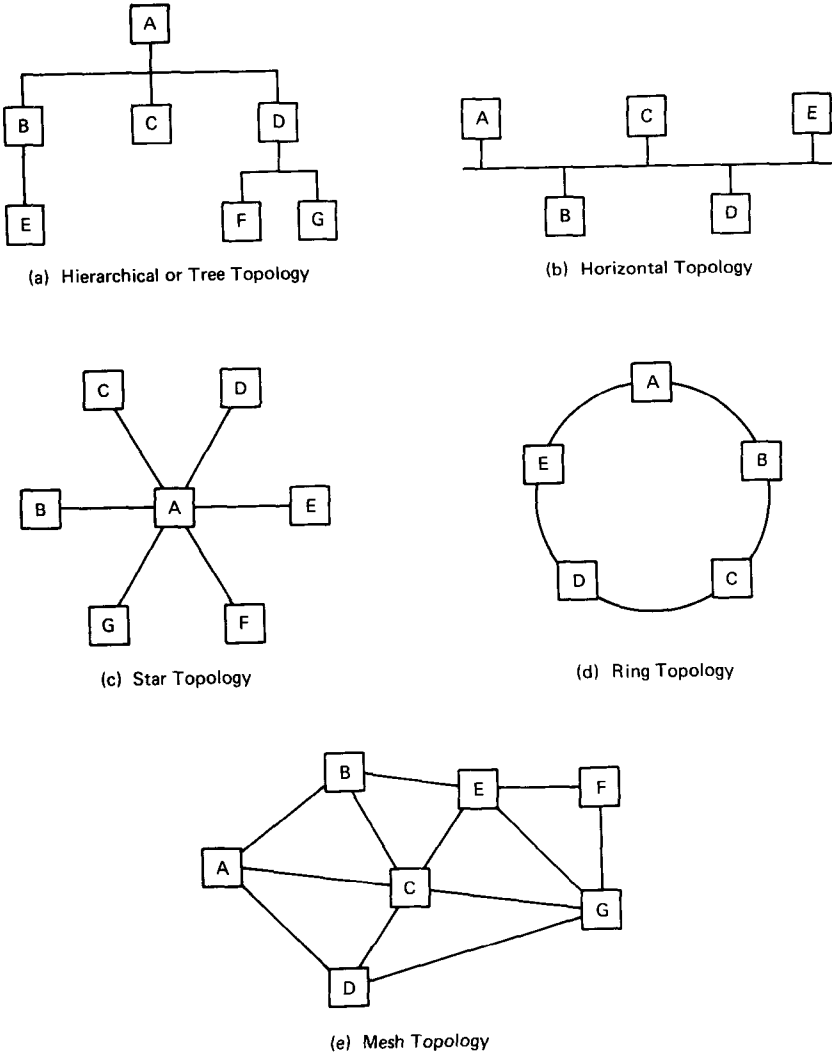 A
B
C
D
E
F
G
(a) Hierarchical or Tree Topology
A
C
E
B
D
(b) Horizontal Topology
C
D
B
A
E
G
F
(c) Star Topology
A
E
B
D
C
(d) Ring Topology
B
E
F
A
C
G
D
(e) Mesh Topology